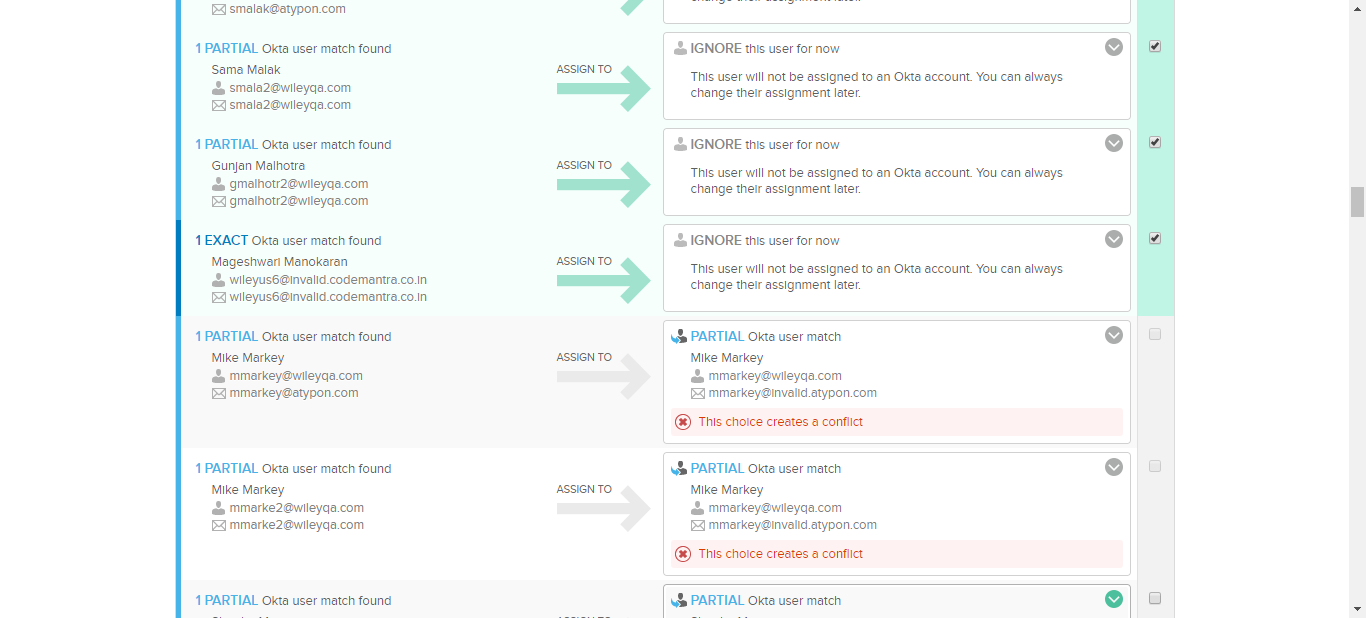 smalak@atypon.com
1 PARTIAL Okta user match found
IGNORE this user for now
Sama Malak
ASSIGN TO
smala2@wileyqa.com
This user will not be assigned to an Okta account. You can always
smala2@wileyqa.com
change their assignment later.
1 PARTIAL Okta user match found
IGNORE this user for now
Gunjan Malhotra
ASSIGN TO
gmalhotr2@wileyqa.com
This user will not be assigned to an Okta account. You can always
gmalhotr2@wileyqa.com
change their assignment later.
1 EXACT Okta user match found
IGNORE this user for now
Mageshwari Manokaran
ASSIGN TO
wileyus6@invalid.codemantra.co.in
This user will not be assigned to an Okta account. You can always
wileyus6@invalid.codemantra.co.in
change their assignment later.
1 PARTIAL Okta user match found
PARTIAL Okta user match
Mike Markey
ASSIGN TO
Mike Markey
mmarkey@wileyqa.com
mmarkey@wileyqa.com
mmarkey@atypon.com
mmarkey@invalid.atypon.com
This choice creates a conflict
1 PARTIAL Okta user match found
PARTIAL Okta user match
Mike Markey
ASSIGN TO
Mike Markey
mmarke2@wileyqa.com
mmarkey@wileyqa.com
mmarke2@wileyqa.com
mmarkey@invalid.atypon.com
This choice creates a conflict
1 PARTIAL Okta user match found
PARTIAL Okta user match